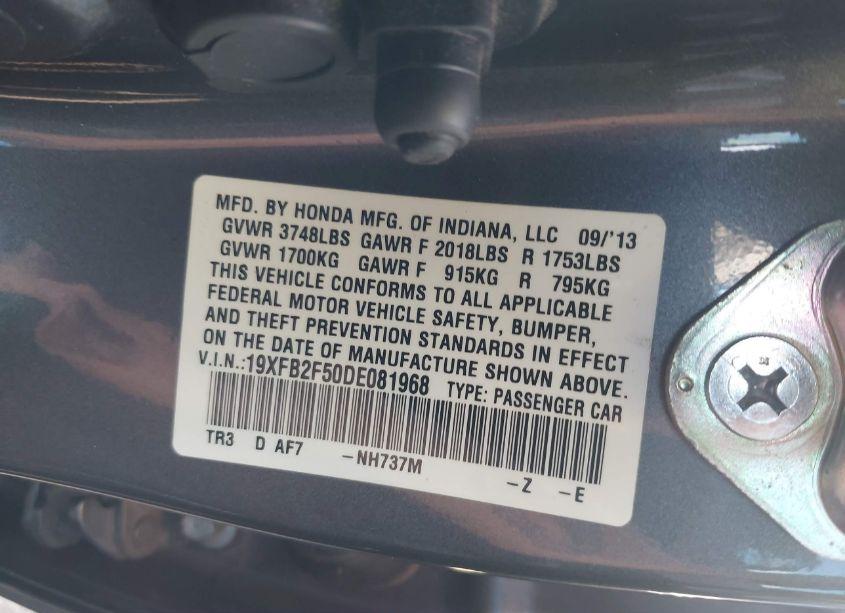 MFD. BY HONDA MFG. OF INDIANA, LLC 09/'13
GVWR 3748LBS GAWR F 2018LBS R 1753LBS
GVWR 1700KG GAWR F 915KG R 795KG
THIS VEHICLE CONFORMS TO ALL APPLICABLE
FEDERAL MOTOR VEHICLE SAFETY, BUMPER,
AND THEFT PREVENTION STANDARDS IN EFFECT
ON THE DATE OF MANUFACTURE SHOWN ABOVE.
V.I.N.:19XFB2F50DE081968 TYPE: PASSENGER CAR
TR3 D AF7 -NH737M -Z -E